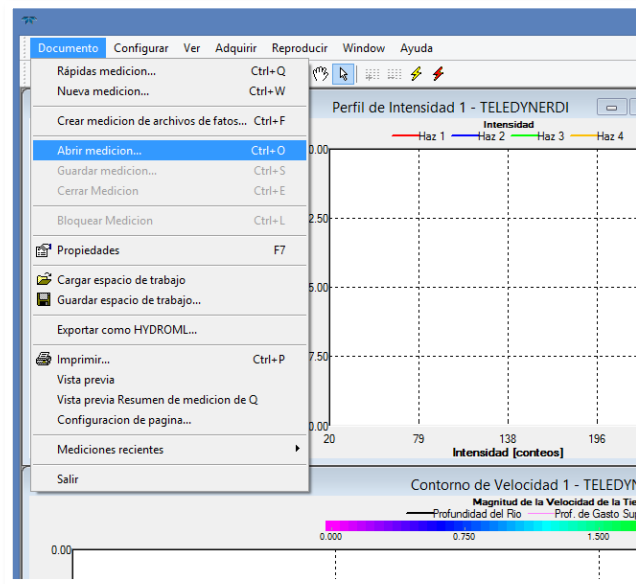 Documento Configurar Ver Adquirir Reproducir Window Ayuda
Rápidas medicion... Ctrl+Q
Nueva medicion... Ctrl+W
Crear medicion de archivos de fatos... Ctrl+F
Abrir medicion... Ctrl+O
Guardar medicion... Ctrl+S
Cerrar Medicion Ctrl+E
Bloquear Medicion Ctrl+L
Propiedades F7
Cargar espacio de trabajo
Guardar espacio de trabajo...
Exportar como HYDROML...
Imprimir... Ctrl+P
Vista previa
Vista previa Resumen de medicion de Q
Configuracion de pagina...
Mediciones recientes
Salir
Perfil de Intensidad 1 - TELEDYNERDI
Intensidad
Haz 1 Haz 2 Haz 3 Haz 4
0.00
2.50
5.00
7.50
0.00
20 79 138 196
Intensidad [conteos]
Contorno de Velocidad 1 - TELEDYN
Magnitud de la Velocidad de la Tie
Profundidad del Rio Prof. de Gasto Sup
0.000 0.750 1.500
0.00